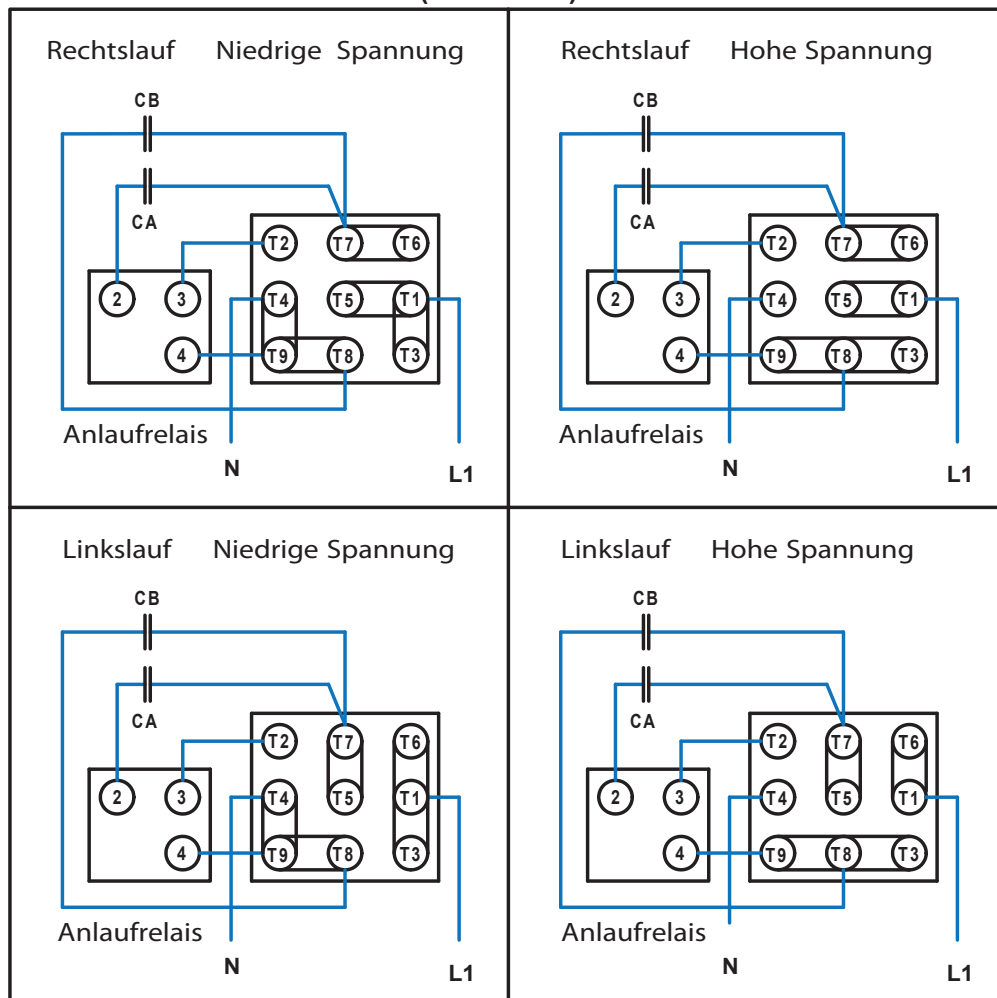 Rechtslauf Niedrige Spannung
CB
CA
T2 T7 T6
2 3 T4 T5 T1
4 T9 T8 T3
Anlaufrelais
N
L1
Rechtslauf Hohe Spannung
CB
CA
T2 T7 T6
2 3 T4 T5 T1
4 T9 T8 T3
Anlaufrelais
N
L1
Linkslauf Niedrige Spannung
CB
CA
T2 T7 T6
2 3 T4 T5 T1
4 T9 T8 T3
Anlaufrelais
N
L1
Linkslauf Hohe Spannung
CB
CA
T2 T7 T6
2 3 T4 T5 T1
4 T9 T8 T3
Anlaufrelais
N
L1